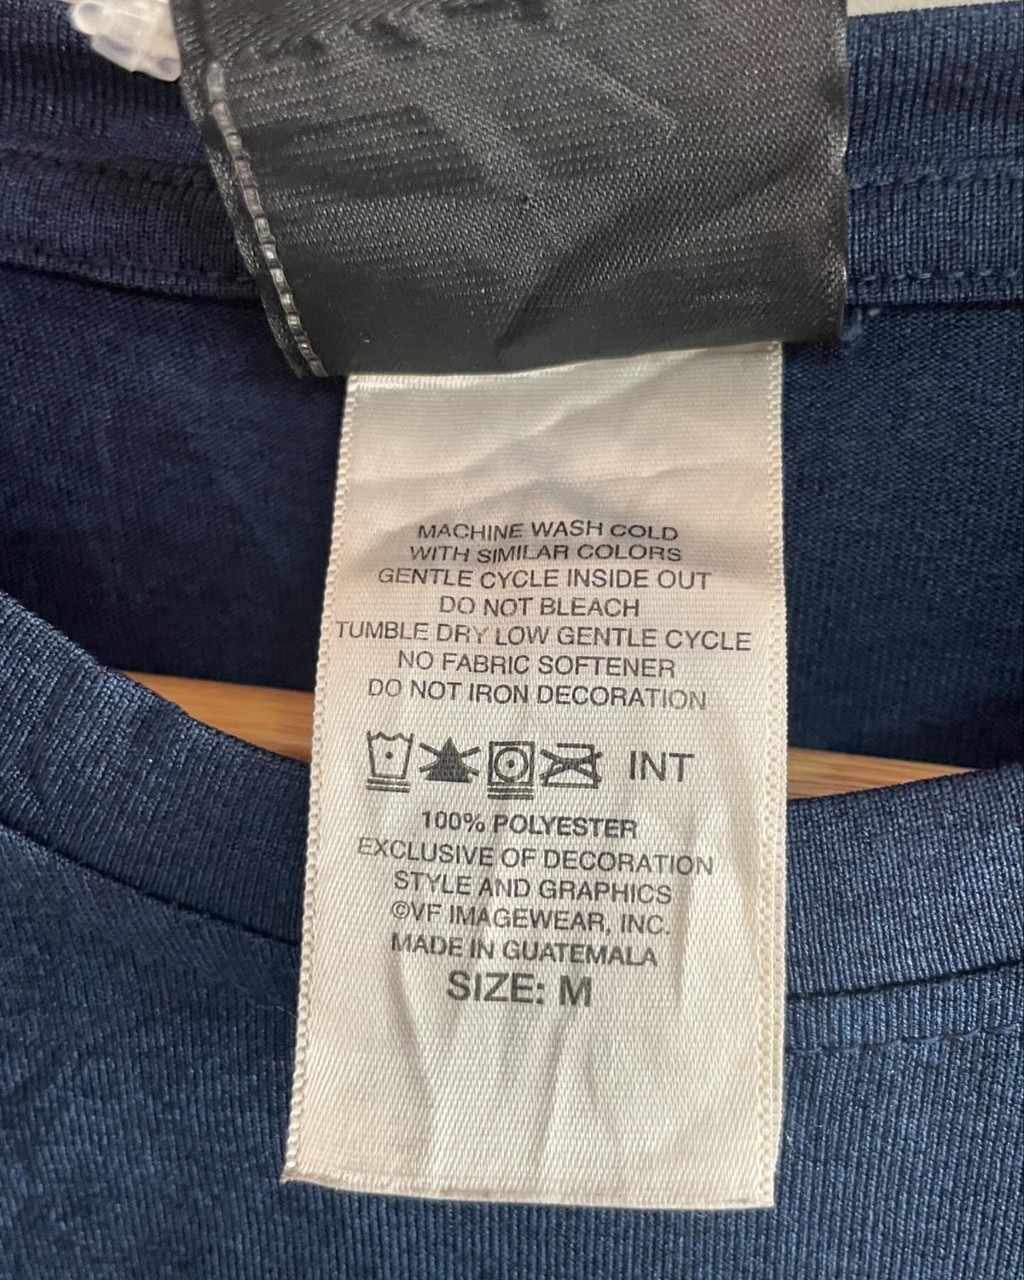 MACHINE WASH COLD
WITH SIMILAR COLORS
GENTLE CYCLE INSIDE OUT
DO NOT BLEACH
TUMBLE DRY LOW GENTLE CYCLE
NO FABRIC SOFTENER
DO NOT IRON DECORATION
INT
100% POLYESTER
EXCLUSIVE OF DECORATION
STYLE AND GRAPHICS
©VF IMAGEWEAR, INC.
MADE IN GUATEMALA
SIZE: M